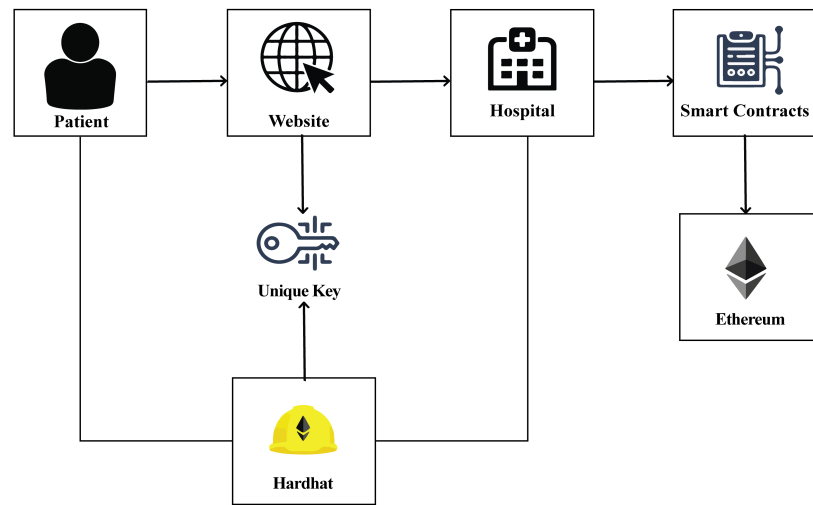 Patient
Website
Hospital
Smart Contracts
Unique Key
Ethereum
Hardhat